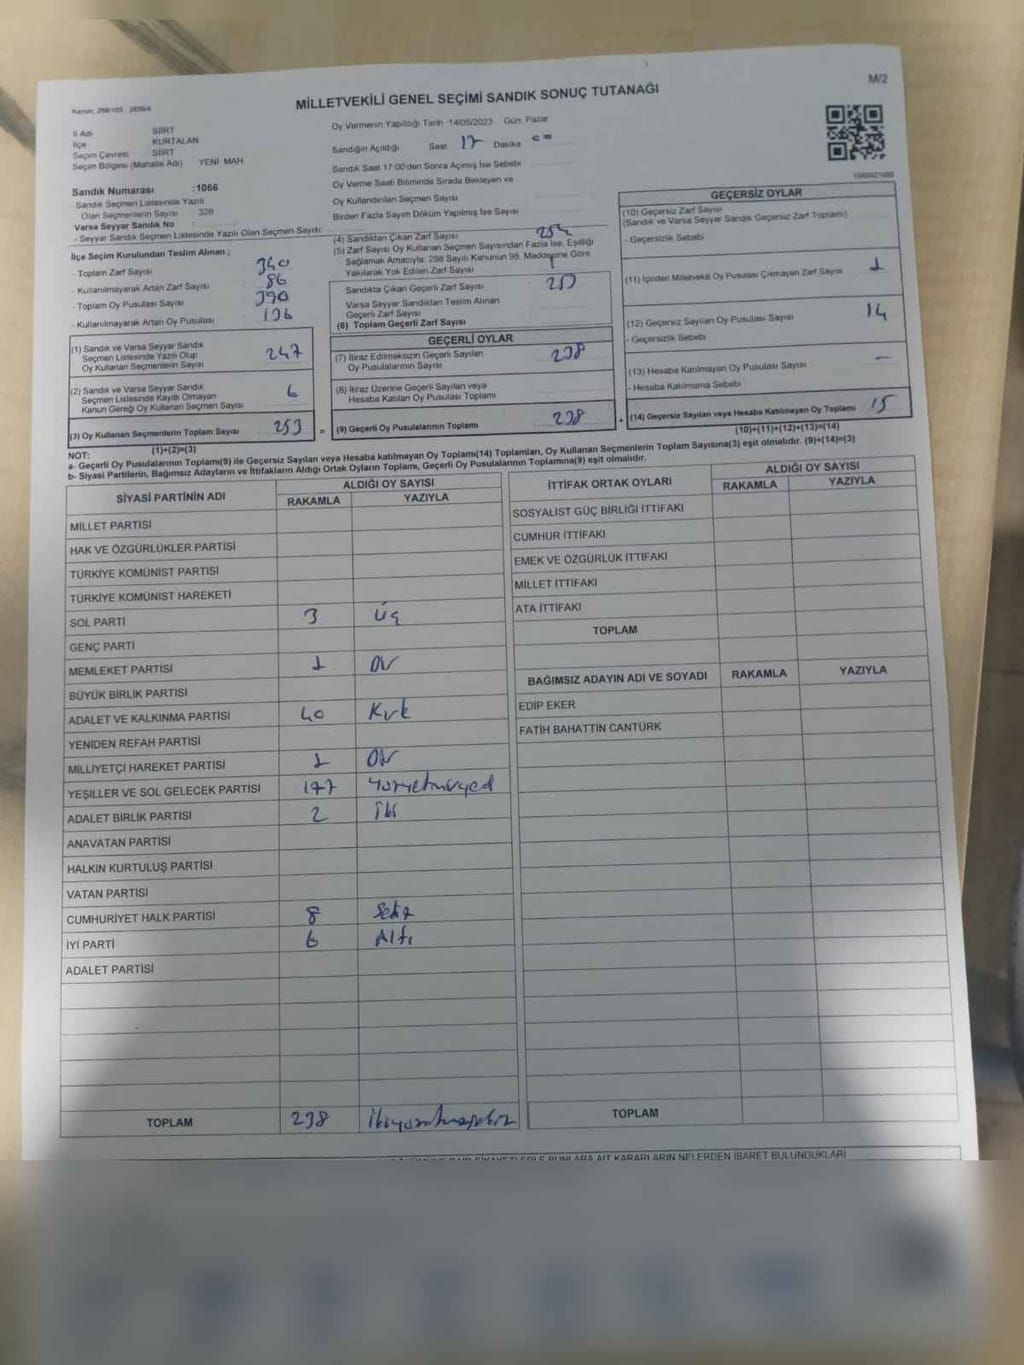 M/2
MİLLETVEKİLİ GENEL SEÇİMİ SANDIK SONUÇ TUTANAĞI
İl Adı SİİRT
İlçe KURTALAN
Seçim Çevresi SİİRT
Seçim Bölgesi (Mahalle Adı) YENİ MAH
Sandık Numarası :1066
- Sandık Seçmen Listesinde Yazılı
Olan Seçmenlerin Sayısı 328
Varsa Seyyar Sandık No :
- Seyyar Sandık Seçmen Listesinde Yazılı Olan Seçmen Sayısı:
Oy Vermenin Yapıldığı Tarih 14/05/2023 Gün Pazar
Sandığın Açıldığı Saat 17 Dakika 00
Sandık Saat 17:00'den Sonra Açılmış İse Sebebi
Oy Verme Saati Bitiminde Sırada Bekleyen ve
Oy Kullandırılan Seçmen Sayısı
Birden Fazla Sayım Döküm Yapılmış İse Sayısı
İlçe Seçim Kurulundan Teslim Alınan ;
- Toplam Zarf Sayısı 340
- Kullanılmayarak Artan Zarf Sayısı 86
- Toplam Oy Pusulası Sayısı 390
- Kullanılmayarak Artan Oy Pusulası 136
(1) Sandık ve Varsa Seyyar Sandık
Seçmen Listesinde Yazılı Olup
Oy Kullanan Seçmenlerin Sayısı 247
(2) Sandık ve Varsa Seyyar Sandık
Seçmen Listesinde Kayıtlı Olmayan
Kanun Gereği Oy Kullanan Seçmen Sayısı 6
(3) Oy Kullanan Seçmenlerin Toplam Sayısı 253
(1)+(2)=(3)
(4) Sandıktan Çıkan Zarf Sayısı 254
(5) Zarf Sayısı Oy Kullanan Seçmen Sayısından Fazla İse, Eşitliği
Sağlamak Amacıyla; 298 Sayılı Kanunun 98. Maddesine Göre
Yakılarak Yok Edilen Zarf Sayısı 1
Sandıkta Çıkan Geçerli Zarf Sayısı 253
Varsa Seyyar Sandıktan Teslim Alınan
Geçerli Zarf Sayısı
(6) Toplam Geçerli Zarf Sayısı
GEÇERLİ OYLAR
(7) İtiraz Edilmeksizin Geçerli Sayılan
Oy Pusulalarının Sayısı 238
(8) İtiraz Üzerine Geçerli Sayılan veya
Hesaba Katılan Oy Pusulası Toplamı
= (9) Geçerli Oy Pusulalarının Toplamı 238 +
GEÇERSİZ OYLAR
(10) Geçersiz Zarf Sayısı
(Sandık ve Varsa Seyyar Sandık Geçersiz Zarf Toplamı)
- Geçersizlik Sebebi
(11) İçinden Milletvekili Oy Pusulası Çıkmayan Zarf Sayısı 1
(12) Geçersiz Sayılan Oy Pusulası Sayısı 14
- Geçersizlik Sebebi
(13) Hesaba Katılmayan Oy Pusulası Sayısı –
- Hesaba Katılmama Sebebi
(14) Geçersiz Sayılan veya Hesaba Katılmayan Oy Toplamı 15
(10)+(11)+(12)+(13)=(14)
NOT:
a- Geçerli Oy Pusulalarının Toplamı(9) ile Geçersiz Sayılan veya Hesaba katılmayan Oy Toplamı(14) Toplamları, Oy Kullanan Seçmenlerin Toplam Sayısına(3) eşit olmalıdır. (9)+(14)=(3)
b- Siyasi Partilerin, Bağımsız Adayların ve İttifakların Aldığı Ortak Oyların Toplamı, Geçerli Oy Pusulalarının Toplamına(9) eşit olmalıdır.
SİYASİ PARTİNİN ADI ALDIĞI OY SAYISI
RAKAMLA YAZIYLA
MİLLET PARTİSİ
HAK VE ÖZGÜRLÜKLER PARTİSİ
TÜRKİYE KOMÜNİST PARTİSİ
TÜRKİYE KOMÜNİST HAREKETİ
SOL PARTİ 3 Üç
GENÇ PARTİ
MEMLEKET PARTİSİ 1
BÜYÜK BİRLİK PARTİSİ
ADALET VE KALKINMA PARTİSİ 40 Kırk
YENİDEN REFAH PARTİSİ
MİLLİYETÇİ HAREKET PARTİSİ 1
YEŞİLLER VE SOL GELECEK PARTİSİ 177
ADALET BİRLİK PARTİSİ 2 İki
ANAVATAN PARTİSİ
HALKIN KURTULUŞ PARTİSİ
VATAN PARTİSİ
CUMHURİYET HALK PARTİSİ 8 Sekiz
İYİ PARTİ 6 Altı
ADALET PARTİSİ
TOPLAM 238
İTTİFAK ORTAK OYLARI ALDIĞI OY SAYISI
RAKAMLA YAZIYLA
SOSYALİST GÜÇ BİRLİĞİ İTTİFAKI
CUMHUR İTTİFAKI
EMEK VE ÖZGÜRLÜK İTTİFAKI
MİLLET İTTİFAKI
ATA İTTİFAKI
TOPLAM
BAĞIMSIZ ADAYIN ADI VE SOYADI RAKAMLA YAZIYLA
EDİP EKER
FATİH BAHATTİN CANTÜRK
TOPLAM
AİT KARARLARIN NELERDEN İBARET BULUNDUKLARI